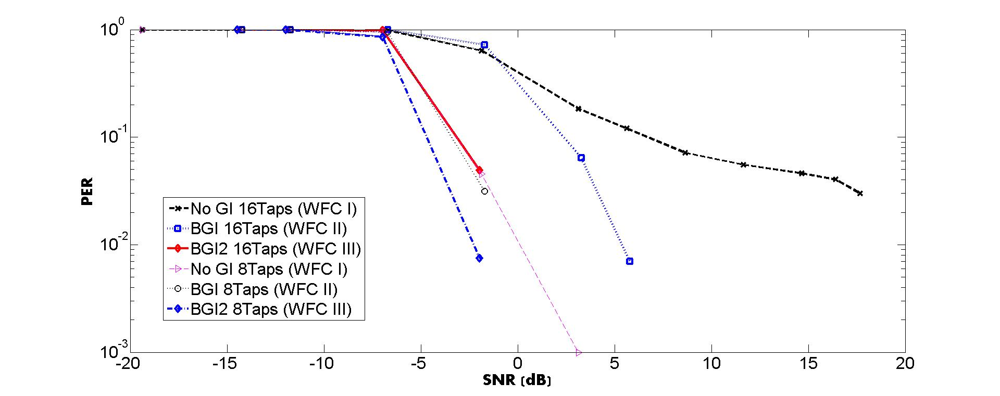 10^0
10^-1
10^-2
10^-3
PER
No GI 16Taps (WFC I)
BGI 16Taps (WFC II)
BGI2 16Taps (WFC III)
No GI 8Taps (WFC I)
BGI 8Taps (WFC II)
BGI2 8Taps (WFC III)
-20 -15 -10 -5 0 5 10 15 20
SNR (dB)